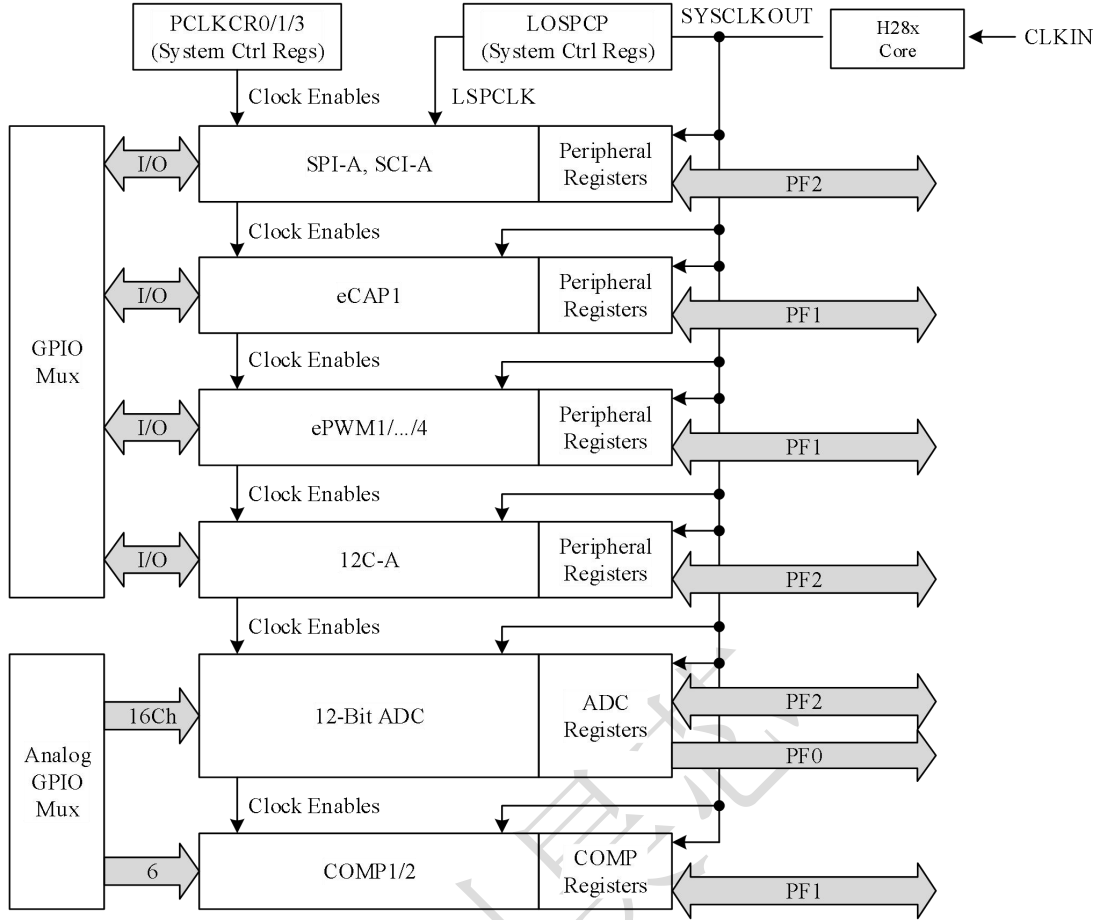 PCLKCR0/1/3
(System Ctrl Regs)
LOSPCP
(System Ctrl Regs)
SYSCLKOUT
H28x
Core
CLKIN
Clock Enables
LSPCLK
I/O
SPI-A, SCI-A
Peripheral
Registers
PF2
Clock Enables
I/O
eCAP1
Peripheral
Registers
PF1
GPIO
Mux
Clock Enables
I/O
ePWM1/.../4
Peripheral
Registers
PF1
Clock Enables
I/O
12C-A
Peripheral
Registers
PF2
Clock Enables
16Ch
12-Bit ADC
ADC
Registers
PF2
PF0
Analog
GPIO
Mux
Clock Enables
6
COMP1/2
COMP
Registers
PF1